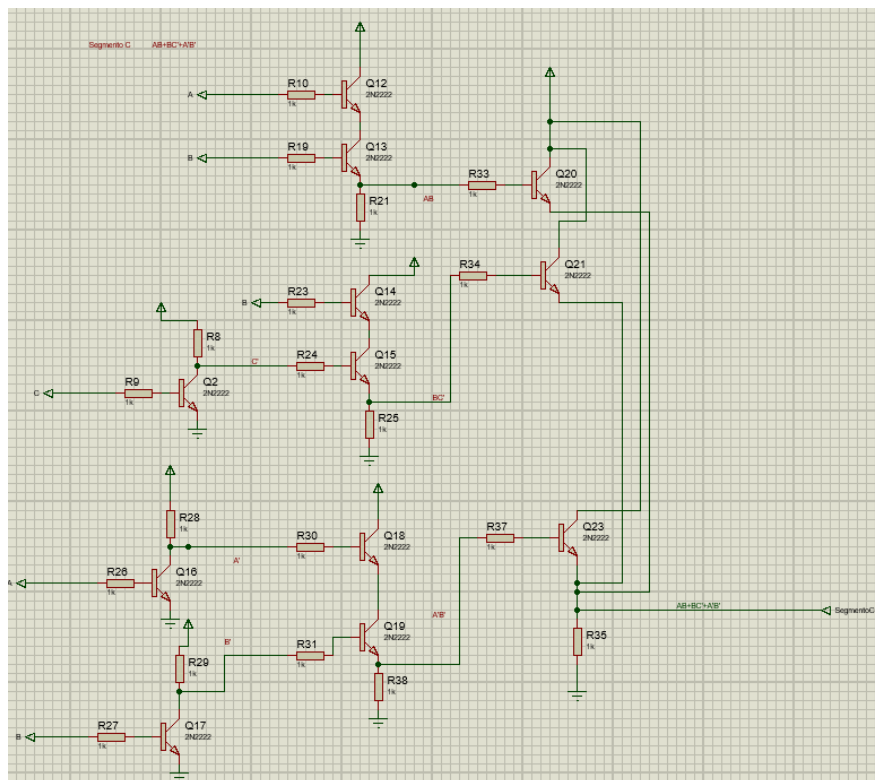 Segmento C AB+BC'+A'B'
A
R10
1k
Q12
2N2222
B
R19
1k
Q13
2N2222
R21
1k
AB
R33
1k
Q20
2N2222
B
R23
1k
Q14
2N2222
R34
1k
Q21
2N2222
R8
1k
C'
R24
1k
Q15
2N2222
C
R9
1k
Q2
2N2222
BC'
R25
1k
R28
1k
A'
R30
1k
Q18
2N2222
R37
1k
Q23
2N2222
A
R26
1k
Q16
2N2222
B'
R29
1k
R31
1k
Q19
2N2222
A'B'
R38
1k
AB+BC'+A'B'
SegmentoC
R35
1k
B
R27
1k
Q17
2N2222